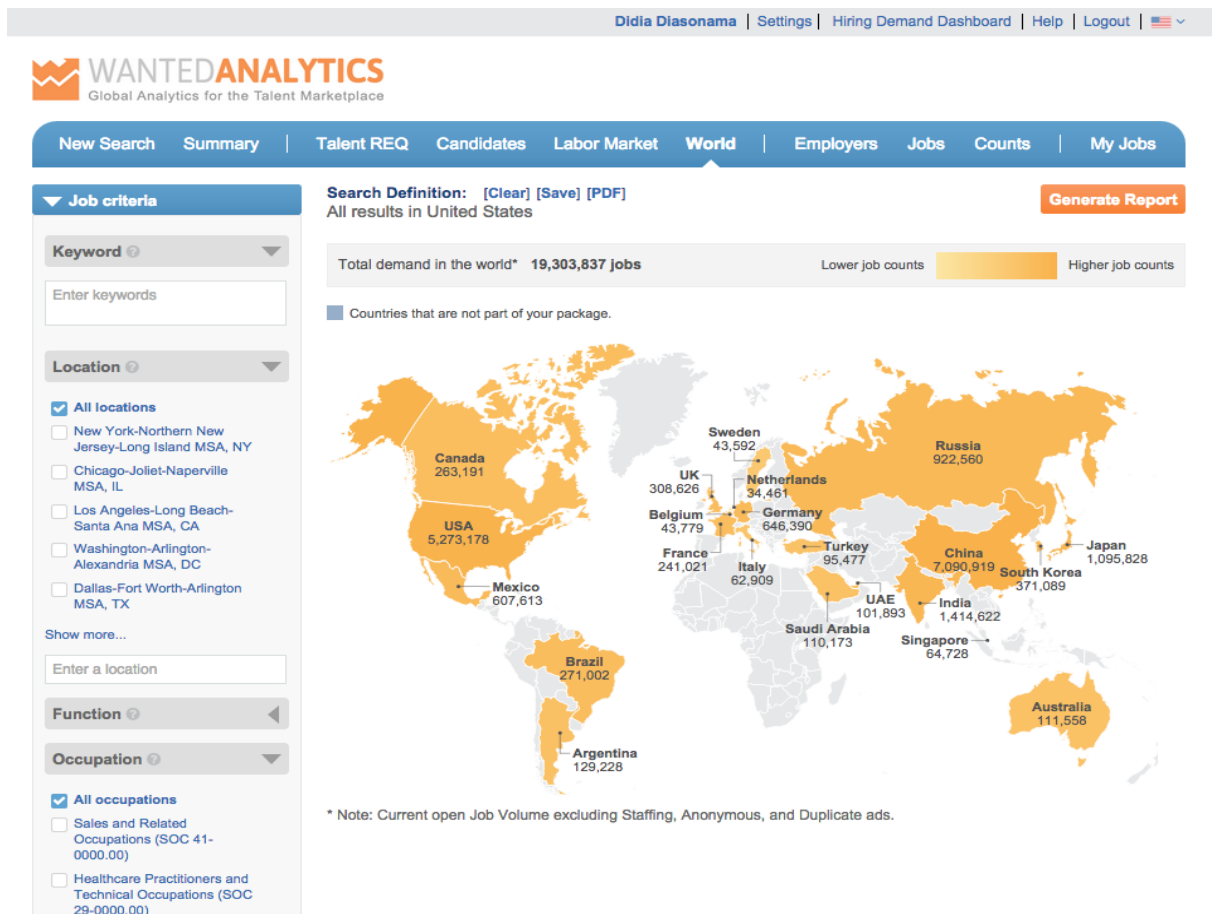 Didia Diasonama | Settings | Hiring Demand Dashboard | Help | Logout |
WANTEDANALYTICS
Global Analytics for the Talent Marketplace
New Search Summary | Talent REQ Candidates Labor Market World | Employers Jobs Counts | My Jobs
Job criteria
Keyword ?
Enter keywords
Location ?
All locations
New York-Northern New
Jersey-Long Island MSA, NY
Chicago-Joliet-Naperville
MSA, IL
Los Angeles-Long Beach-
Santa Ana MSA, CA
Washington-Arlington-
Alexandria MSA, DC
Dallas-Fort Worth-Arlington
MSA, TX
Show more...
Enter a location
Function ?
Occupation ?
All occupations
Sales and Related
Occupations (SOC 41-
0000.00)
Healthcare Practitioners and
Technical Occupations (SOC
29-0000.00)
Search Definition: [Clear] [Save] [PDF]
All results in United States
Generate Report
Total demand in the world* 19,303,837 jobs
Lower job counts
Higher job counts
Countries that are not part of your package.
Canada
263,191
USA
5,273,178
Mexico
607,613
Brazil
271,002
Argentina
129,228
Sweden
43,592
UK
308,626
Netherlands
34,461
Belgium
43,779
Germany
646,390
France
241,021
Italy
62,909
Turkey
95,477
Russia
922,560
China
7,090,919
Japan
1,095,828
South Korea
371,089
UAE
101,893
India
1,414,622
Saudi Arabia
110,173
Singapore
64,728
Australia
111,558
* Note: Current open Job Volume excluding Staffing, Anonymous, and Duplicate ads.